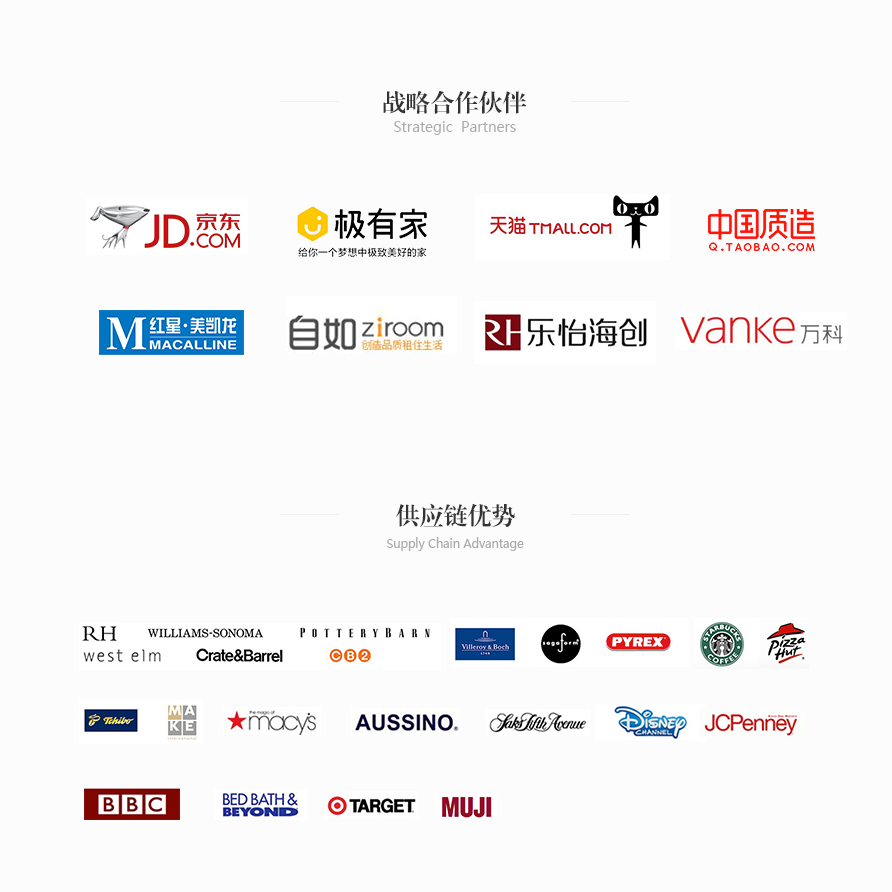 战略合作伙伴
Strategic Partners
JD.京东
COM
极有家
给你一个梦想中极致美好的家
天猫 TMALL.COM
中国质造
Q.TAOBAO.COM
M 红星·美凯龙
MACALLINE
自如 ziroom
创造品质租住生活
RH 乐怡海创
vanke 万科
供应链优势
Supply Chain Advantage
RH WILLIAMS-SONOMA POTTERYBARN
west elm Crate&Barrel CB2
Villeroy & Boch
1748
sagaform
PYREX
STARBUCKS
COFFEE
Pizza
Hut
Tchibo
MA
KE
the magic of
macy's
AUSSINO
Saks Fifth Avenue
DISNEY
CHANNEL
JCPenney
BBC
BED BATH &
BEYOND
TARGET
MUJI